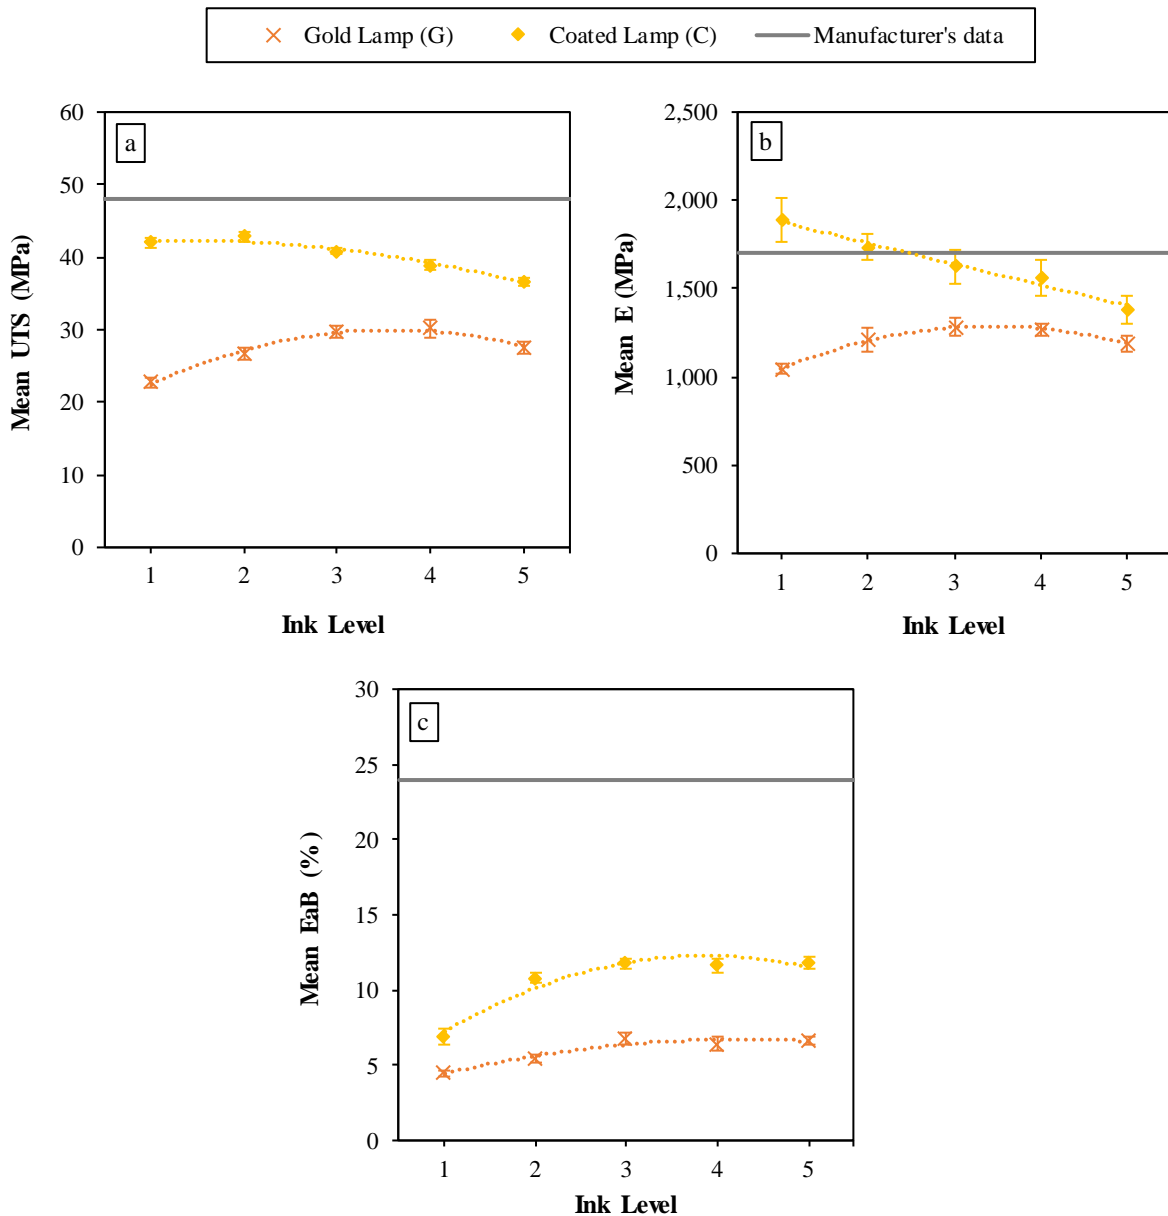 Gold Lamp (G) Coated Lamp (C) Manufacturer's data
a
60
50
40
30
20
10
0
Mean UTS (MPa)
1 2 3 4 5
Ink Level
b
2,500
2,000
1,500
1,000
500
0
Mean E (MPa)
1 2 3 4 5
Ink Level
c
30
25
20
15
10
5
0
Mean EaB (%)
1 2 3 4 5
Ink Level